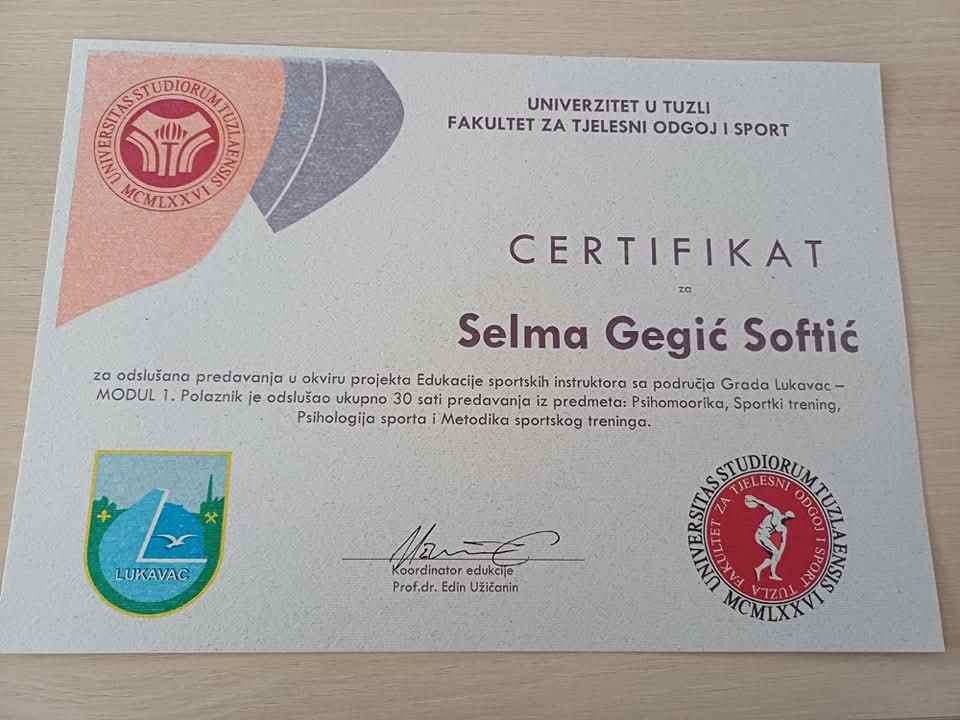 UNIVERSITAS STUDIORUM TUZLAENSIS
MCMLXXVI
UNIVERZITET U TUZLI
FAKULTET ZA TJELESNI ODGOJ I SPORT
CERTIFIKAT
za
Selma Gegić Softić
za odslušana predavanja u okviru projekta Edukacije sportskih instruktora sa područja Grada Lukavac –
MODUL 1. Polaznik je odslušao ukupno 30 sati predavanja iz predmeta: Psihomoorika, Sportki trening,
Psihologija sporta i Metodika sportskog treninga.
LUKAVAC
Koordinator edukcije
Prof.dr. Edin Užičanin
UNIVERSITAS STUDIORUM TUZLAENSIS
MCMLXXVI
FAKULTET ZA TJELESNI ODGOJ I SPORT TUZLA